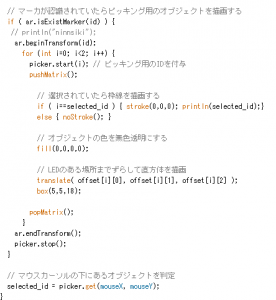 // マーカが認識されていたらピッキング用のオブジェクトを描画する
if ( ar.isExistMarker(id) ) {
// println("ninnsiki");
ar.beginTransform(id);
for (int i=0; i<2; i++) {
picker.start(i); // ピッキング用のIDを付与
pushMatrix();
// 選択されていたら枠線を描画する
if ( i==selected_id ) { stroke(0,0,0); println(selected_id);}
else { noStroke(); }
// オブジェクトの色を無色透明にする
fill(0,0,0,0);
// LEDのある場所までずらして直方体を描画
translate( offset[i][0], offset[i][1], offset[i][2] );
box(5,5,10);
popMatrix();
}
ar.endTransform();
picker.stop();
}
// マウスカーソルの下にあるオブジェクトを判定
selected_id = picker.get(mouseX, mouseY);